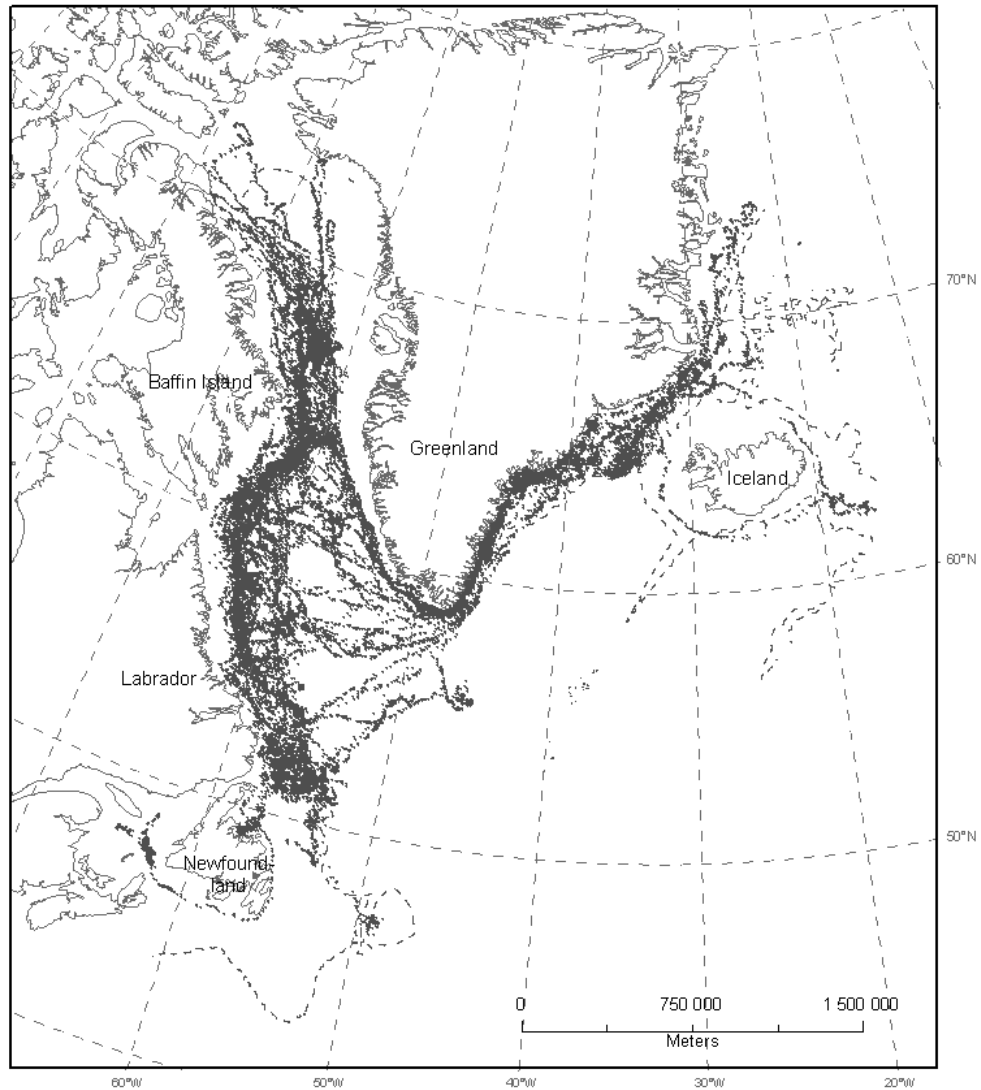 70°N
Baffin Island
Greenland
Iceland
60°N
Labrador
50°N
Newfound-
land
0 750 000 1 500 000
Meters
60°W 50°W 40°W 30°W 20°W